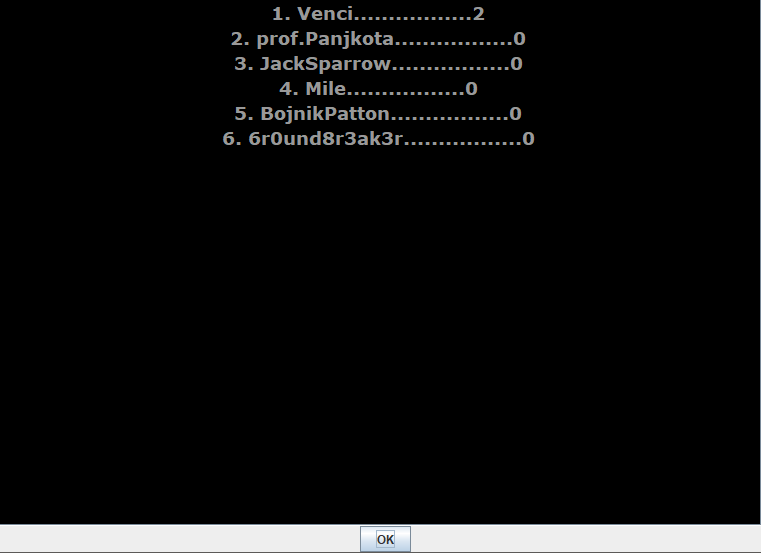 1. Venci.................2
2. prof.Panjkota.................0
3. JackSparrow.................0
4. Mile.................0
5. BojnikPatton.................0
6. 6r0und8r3ak3r.................0
OK